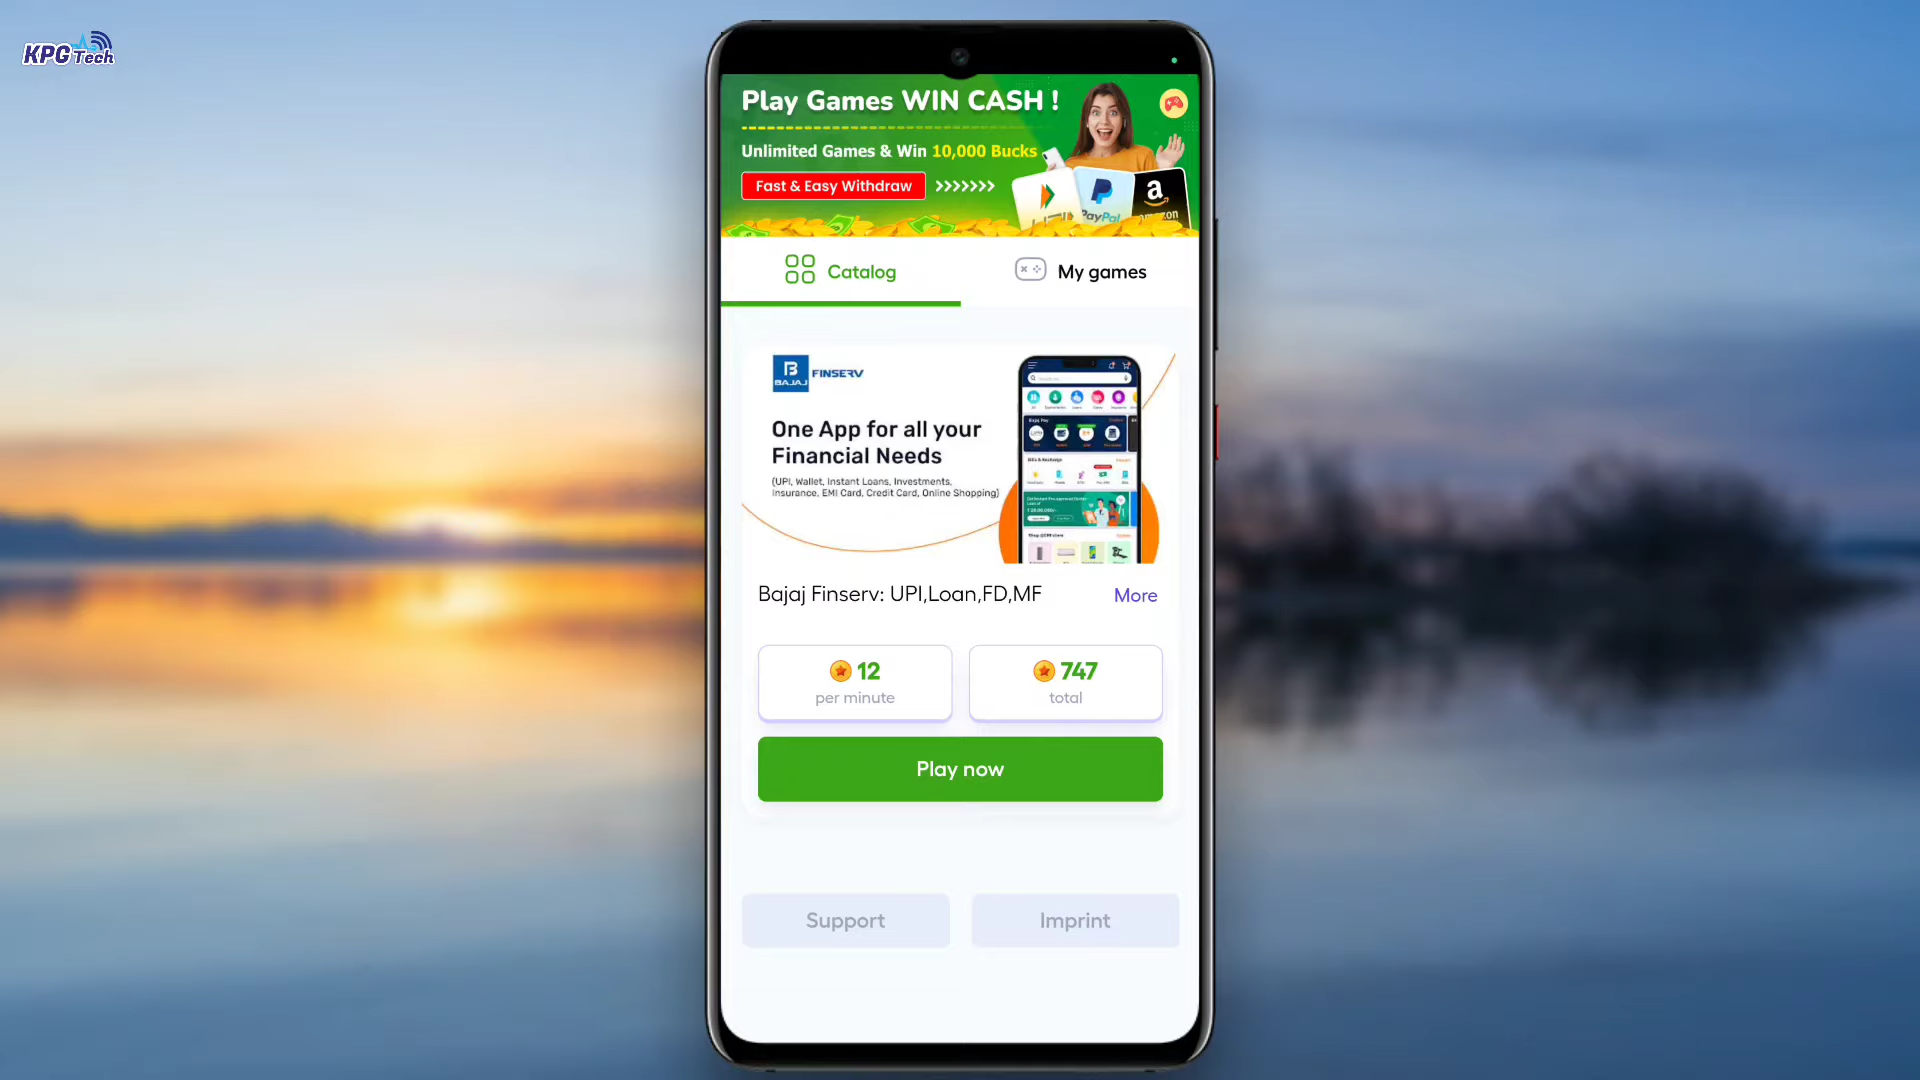 KPG Tech
Play Games WIN CASH !
Unlimited Games & Win 10,000 Bucks
Fast & Easy Withdraw >>>>>>>
PayPal
a
Catalog
My games
B
BAJAJ
FINSERV
One App for all your
Financial Needs
(UPI, Wallet, Instant Loans, Investments,
Insurance, EMI Card, Credit Card, Online Shopping)
Bajaj Finserv: UPI,Loan,FD,MF
More
12
per minute
747
total
Play now
Support
Imprint